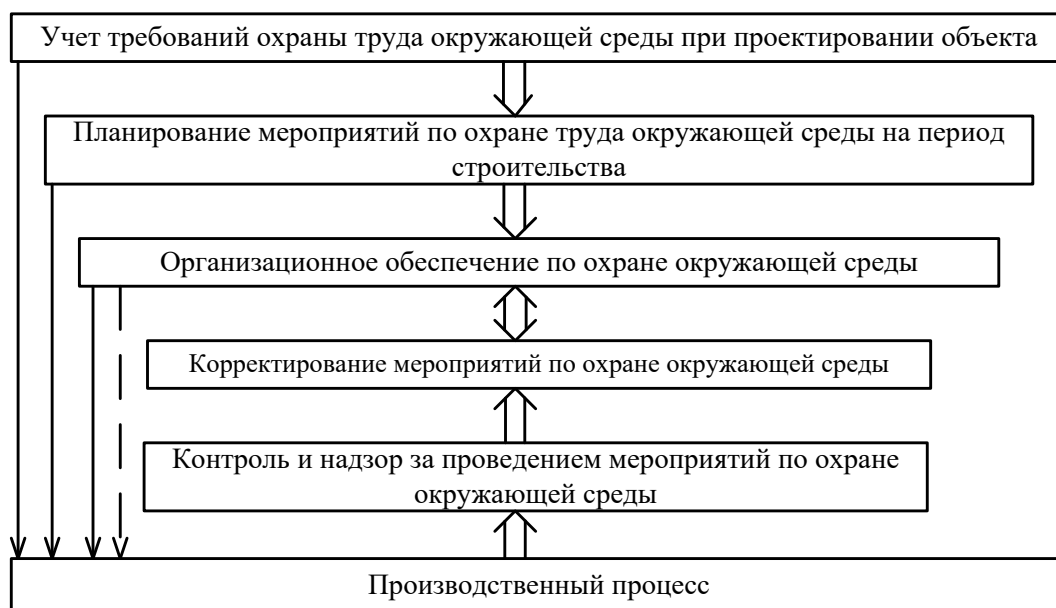 Учет требований охраны труда окружающей среды при проектировании объекта
Планирование мероприятий по охране труда окружающей среды на период
строительства
Организационное обеспечение по охране окружающей среды
Корректирование мероприятий по охране окружающей среды
Контроль и надзор за проведением мероприятий по охране
окружающей среды
Производственный процесс